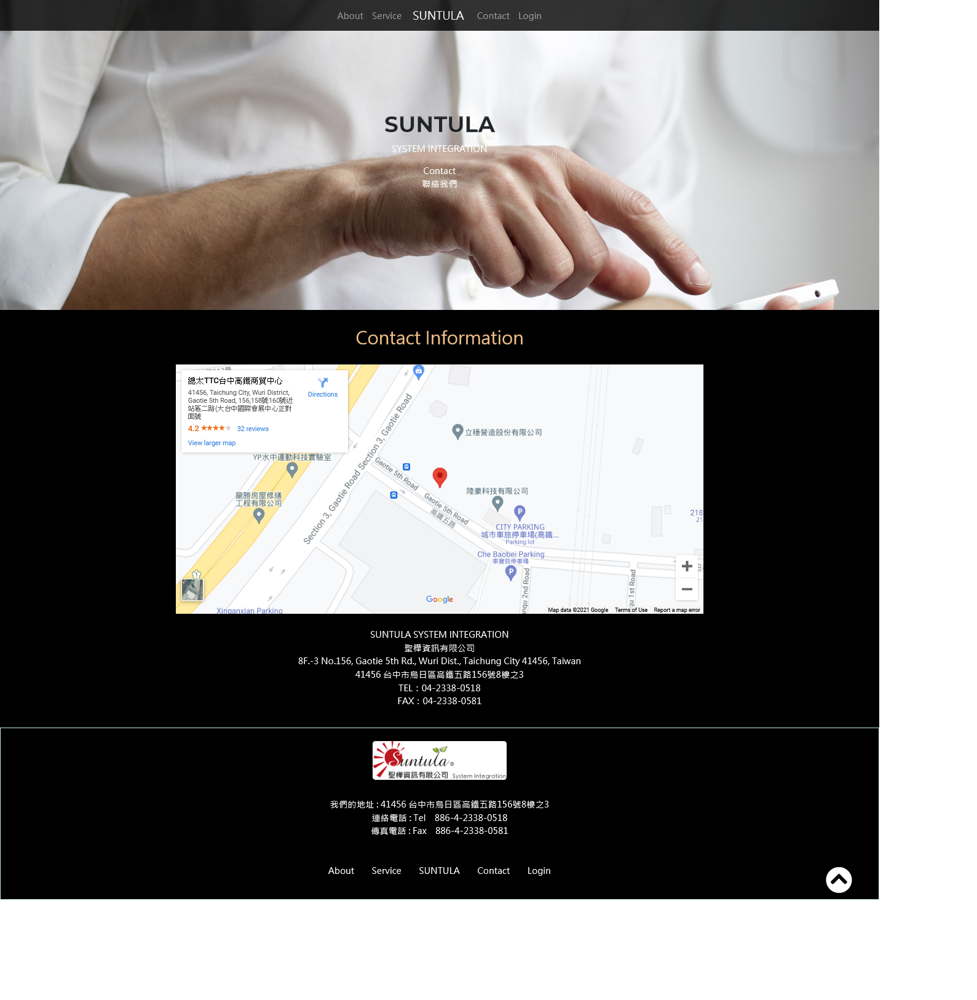 About Service SUNTULA Contact Login
SUNTULA
SYSTEM INTEGRATION
Contact
聯絡我們
Contact Information
總太TTC台中高鐵商貿中心
41456, Taichung City, Wuri District,
Gaotie 5th Road, 156,158號160號近
站區二路(大台中國際會展中心正對
面號
Directions
4.2 32 reviews
View larger map
YP水中運動科技實驗室
龍勝房屋修繕
工程有限公司
Section 3, Gaotie Road
Section 3, Gaotie Road
立穩營造股份有限公司
Gaotie 5th Road
Gaotie 5th Road
高鐵五路
陸豪科技有限公司
CITY PARKING
城市車旅停車場(高鐵...
Parking lot
Che Baobei Parking
車寶貝停車場
218
21
1
Xinganxian Parking
Google
Map data ©2021 Google Terms of Use Report a map error
SUNTULA SYSTEM INTEGRATION
聖樺資訊有限公司
8F.-3 No.156, Gaotie 5th Rd., Wuri Dist., Taichung City 41456, Taiwan
41456 台中市烏日區高鐵五路156號8樓之3
TEL：04-2338-0518
FAX：04-2338-0581
Suntula®
聖樺資訊有限公司 System Integration
我們的地址 : 41456 台中市烏日區高鐵五路156號8樓之3
連絡電話 : Tel 886-4-2338-0518
傳真電話 : Fax 886-4-2338-0581
About Service SUNTULA Contact Login